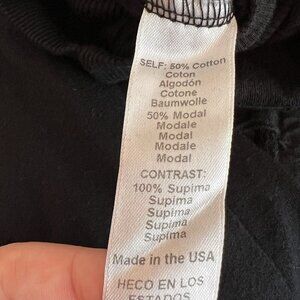 SELF: 50% Cotton
Coton
Algodón
Cotone
Baumwolle
50% Modal
Modale
Modal
Modale
Modal
CONTRAST:
100% Supima
Supima
Supima
Supima
Supima
Made in the USA
HECO EN LOS
ESTADOS